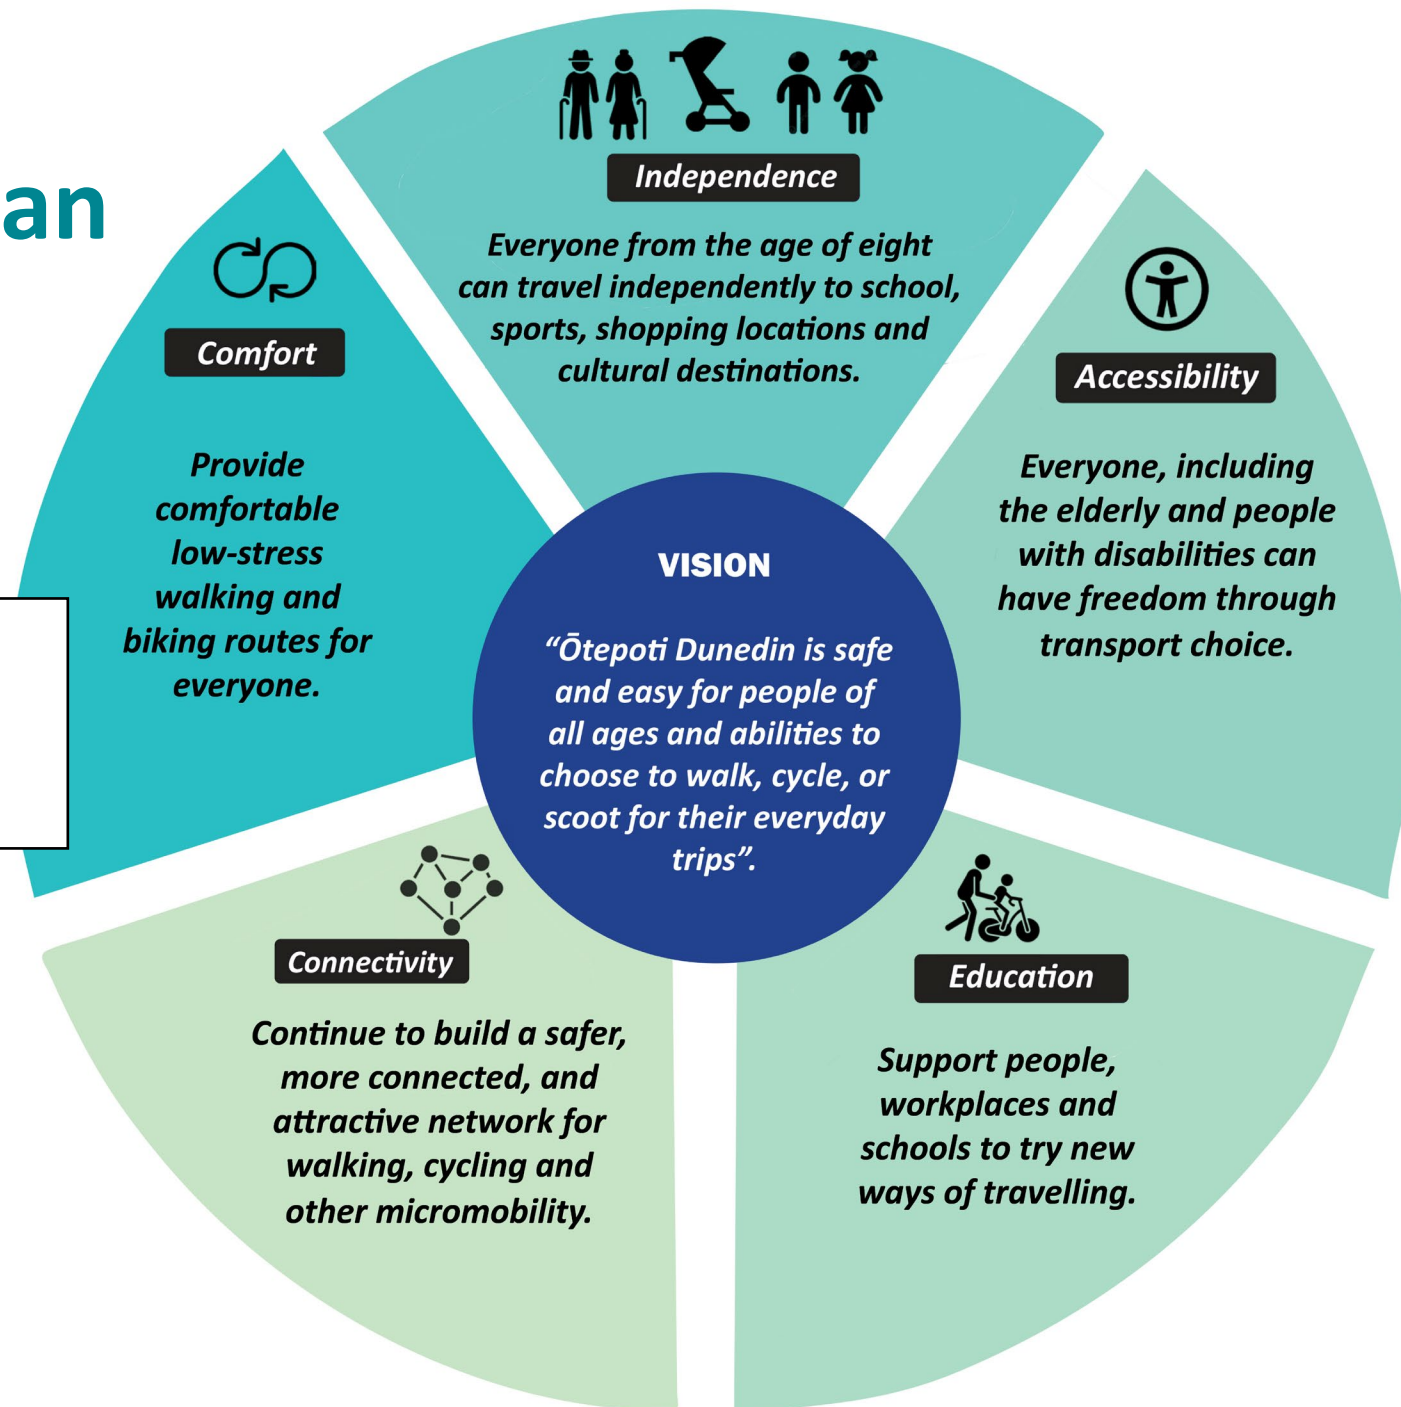 an
Independence
Everyone from the age of eight
can travel independently to school,
sports, shopping locations and
cultural destinations.
Comfort
Provide
comfortable
low-stress
walking and
biking routes for
everyone.
Accessibility
Everyone, including
the elderly and people
with disabilities can
have freedom through
transport choice.
VISION
“Ōtepoti Dunedin is safe
and easy for people of
all ages and abilities to
choose to walk, cycle, or
scoot for their everyday
trips”.
Connectivity
Continue to build a safer,
more connected, and
attractive network for
walking, cycling and
other micromobility.
Education
Support people,
workplaces and
schools to try new
ways of travelling.